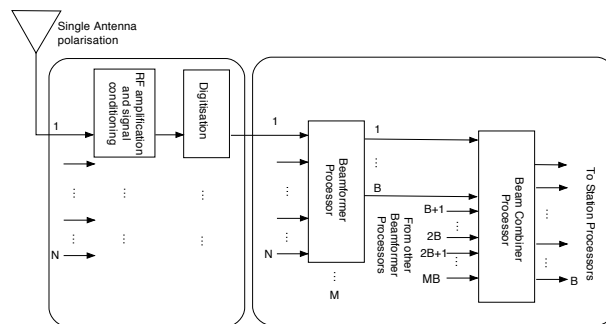 Single Antenna
polarisation
1
RF amplification
and signal
conditioning
Digitisation
N
1
N
Beamformer
Processor
M
1
B
From other
Beamformer
Processors
B+1
2B
2B+1
MB
Beam Combiner
Processor
To Station Processors
B